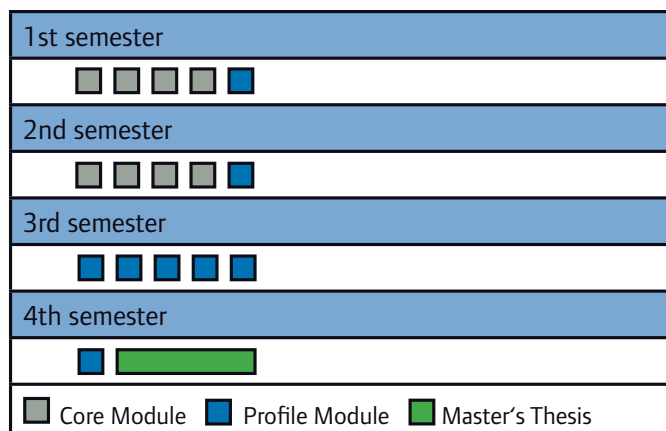 1st semester
2nd semester
3rd semester
4th semester
Core Module Profile Module Master‘s Thesis